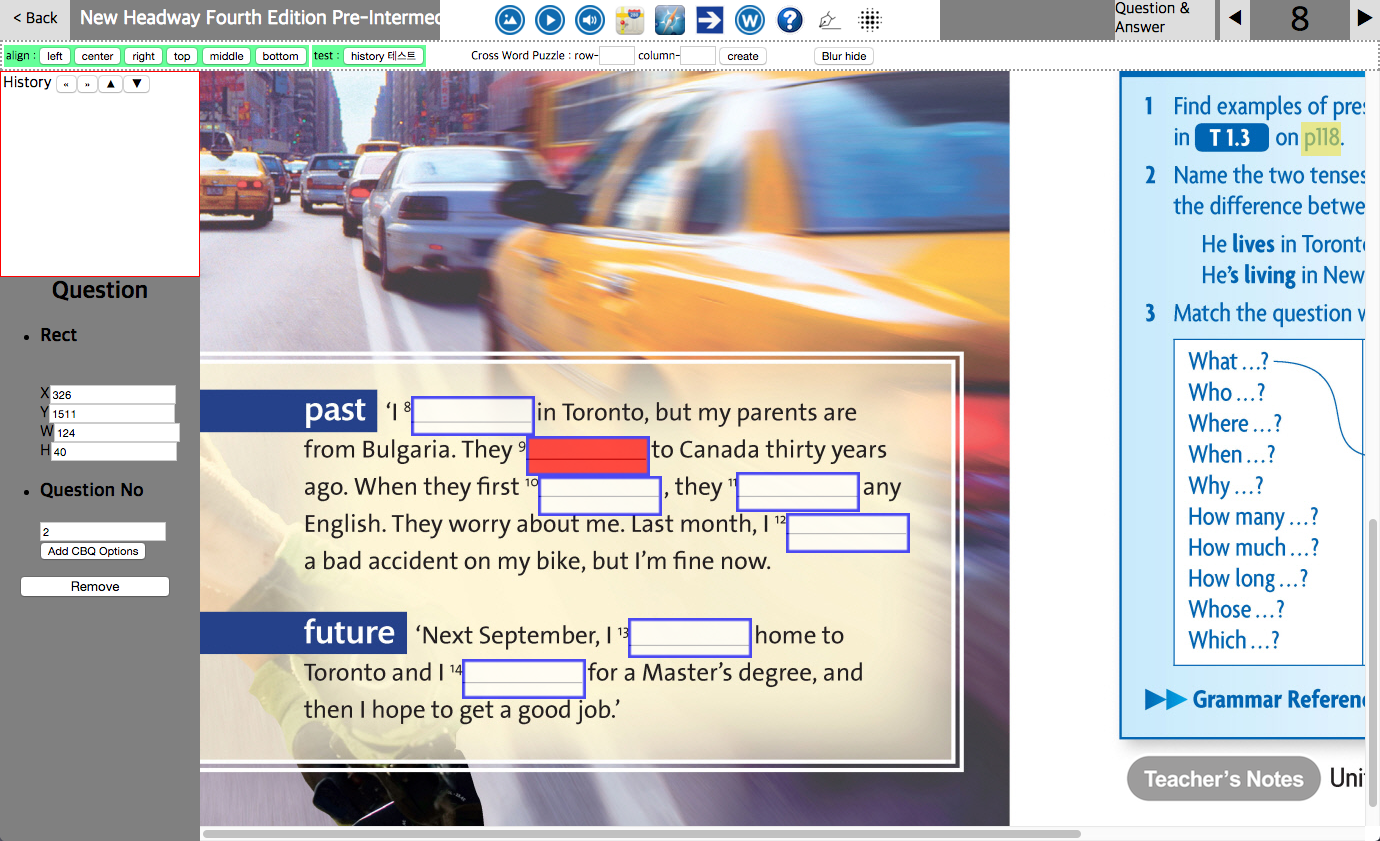 < Back
New Headway Fourth Edition Pre-Intermed
W
?
Question & Answer
8
align : left center right top middle bottom test : history 테스트
Cross Word Puzzle : row- column- create Blur hide
History « » ▲ ▼
Question
Rect
X 326
Y 1511
W 124
H 40
Question No
2
Add CBQ Options
Remove
past ‘I 8 in Toronto, but my parents are
from Bulgaria. They 9 to Canada thirty years
ago. When they first 10 , they 11 any
English. They worry about me. Last month, I 12
a bad accident on my bike, but I’m fine now.
future ‘Next September, I 13 home to
Toronto and I 14 for a Master’s degree, and
then I hope to get a good job.’
1 Find examples of pres
in T 1.3 on p118.
2 Name the two tenses
the difference betwe
He lives in Toronto
He’s living in New
3 Match the question w
What …?
Who …?
Where …?
When …?
Why …?
How many …?
How much …?
How long …?
Whose …?
Which …?
Grammar Referen
Teacher’s Notes Uni